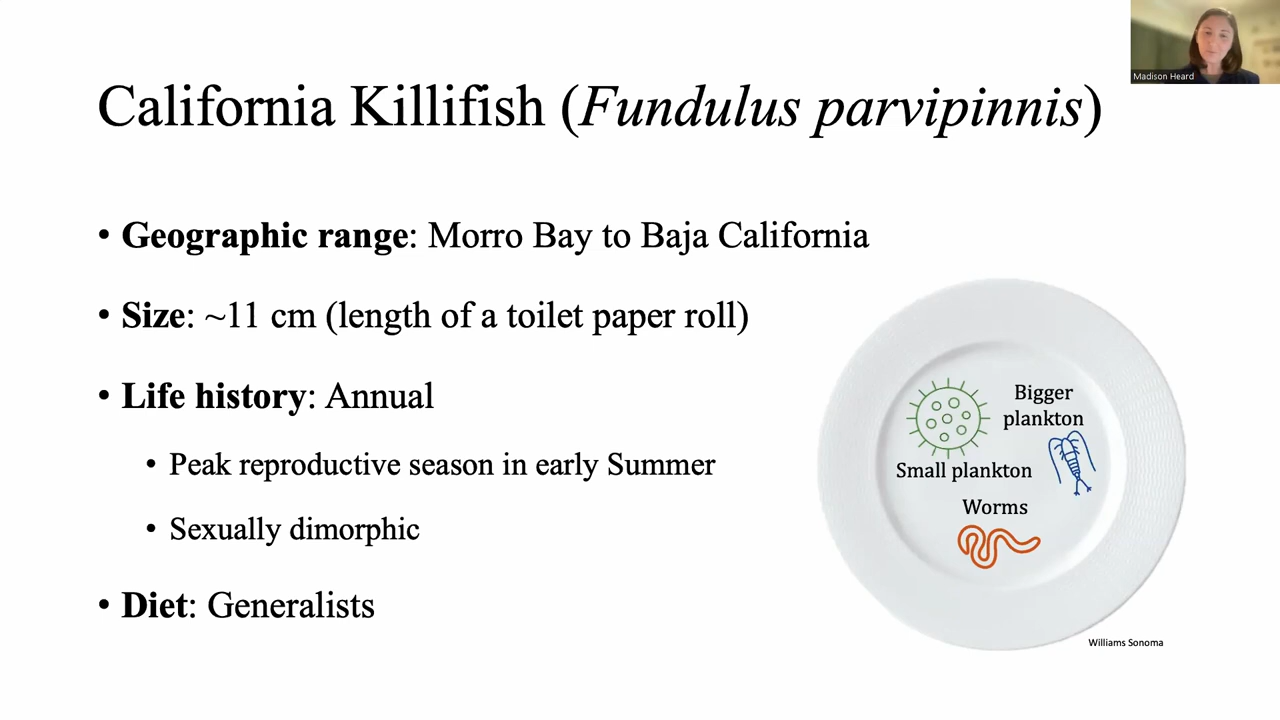 Madison Heard
California Killifish (Fundulus parvipinnis)
• Geographic range: Morro Bay to Baja California
• Size: ~11 cm (length of a toilet paper roll)
• Life history: Annual
• Peak reproductive season in early Summer
• Sexually dimorphic
• Diet: Generalists
Bigger
plankton
Small plankton
Worms
Williams Sonoma